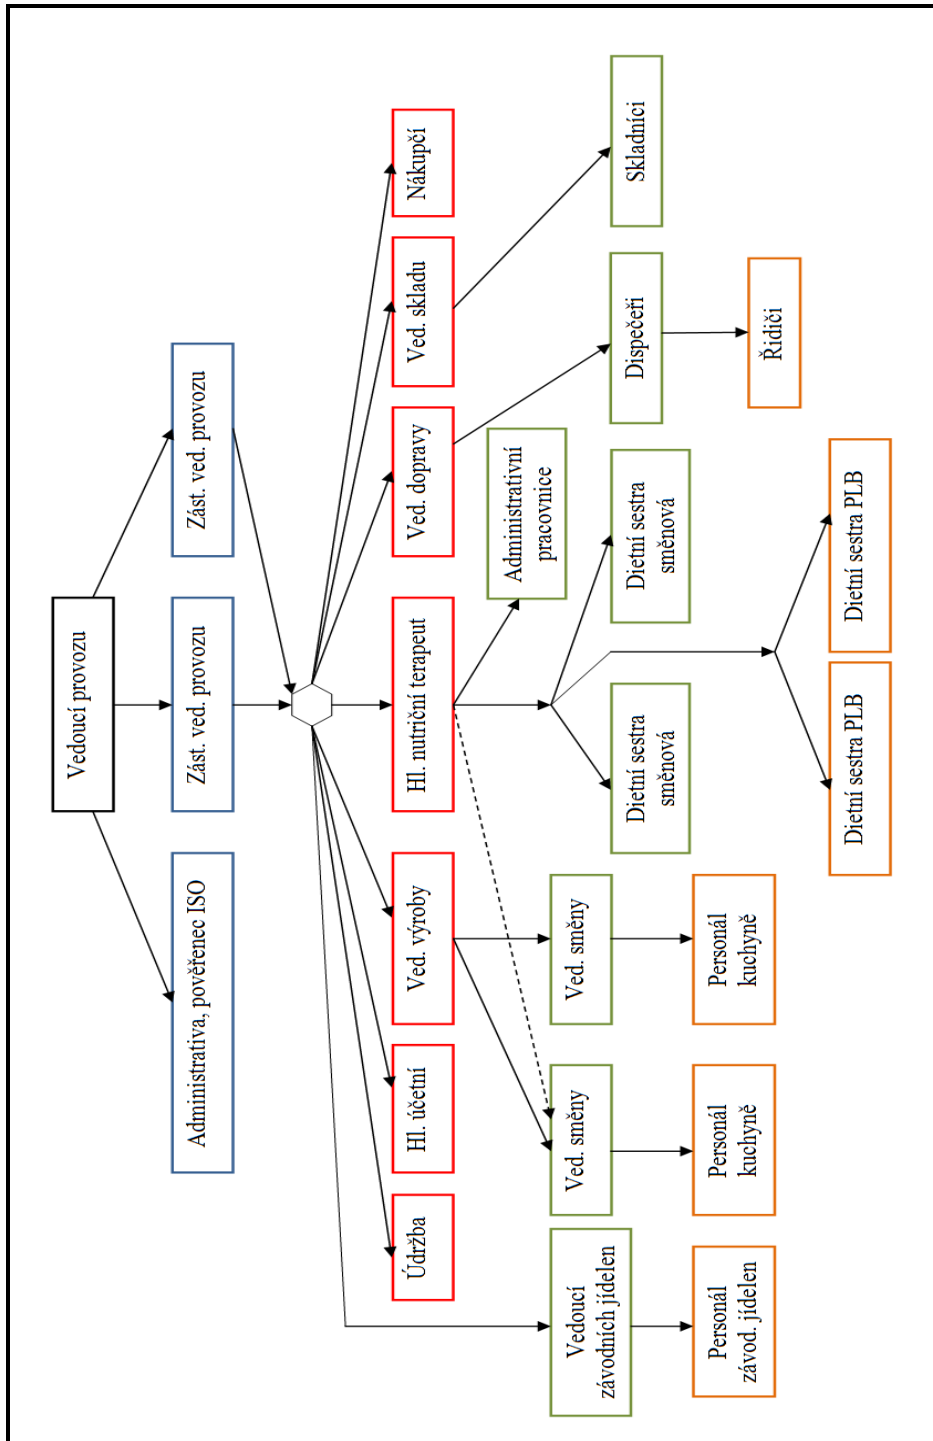 Vedoucí provozu
Administrativa, pověřenec ISO
Zást. ved. provozu
Zást. ved. provozu
Údržba
Hl. účetní
Ved. výroby
Hl. nutriční terapeut
Ved. dopravy
Ved. skladu
Nákupčí
Administrativní
pracovnice
Vedoucí
závodních jídelen
Ved. směny
Ved. směny
Dietní sestra
směnová
Dietní sestra
směnová
Dispečeři
Skladníci
Personál
závod. jídelen
Personál
kuchyně
Personál
kuchyně
Řidiči
Dietní sestra PLB
Dietní sestra PLB